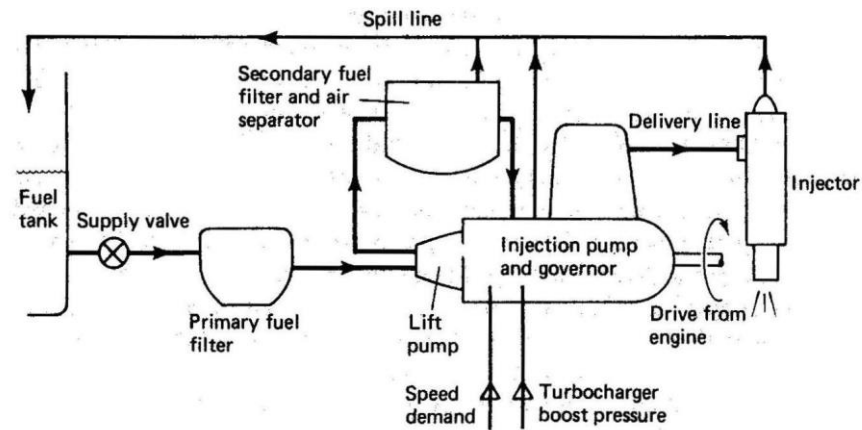 Spill line
Secondary fuel
filter and air
separator
Delivery line
Injector
Fuel
tank
Supply valve
Injection pump
and governor
Primary fuel
filter
Lift
pump
Drive from
engine
Speed
demand
Turbocharger
boost pressure